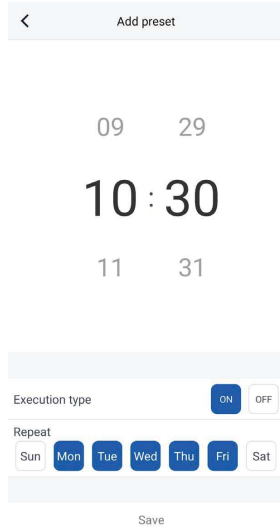 Add preset
09 29
10 : 30
11 31
Execution type ON OFF
Repeat
Sun Mon Tue Wed Thu Fri Sat
Save